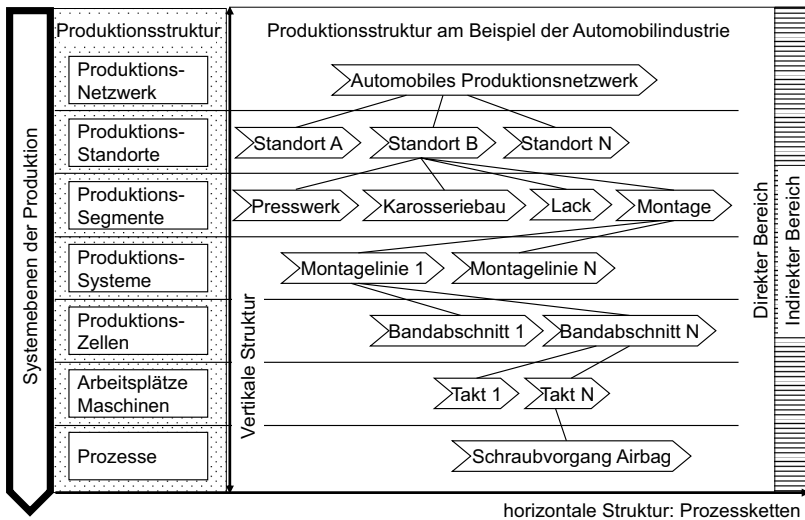 Produktionsstruktur
Produktionsstruktur am Beispiel der Automobilindustrie
Systemebenen der Produktion
Produktions-
Netzwerk
Automobiles Produktionsnetzwerk
Produktions-
Standorte
Standort A
Standort B
Standort N
Produktions-
Segmente
Presswerk
Karosseriebau
Lack
Montage
Produktions-
Systeme
Montagelinie 1
Montagelinie N
Produktions-
Zellen
Bandabschnitt 1
Bandabschnitt N
Arbeitsplätze
Maschinen
Takt 1
Takt N
Prozesse
Schraubvorgang Airbag
Vertikale Struktur
Direkter Bereich
Indirekter Bereich
horizontale Struktur: Prozessketten